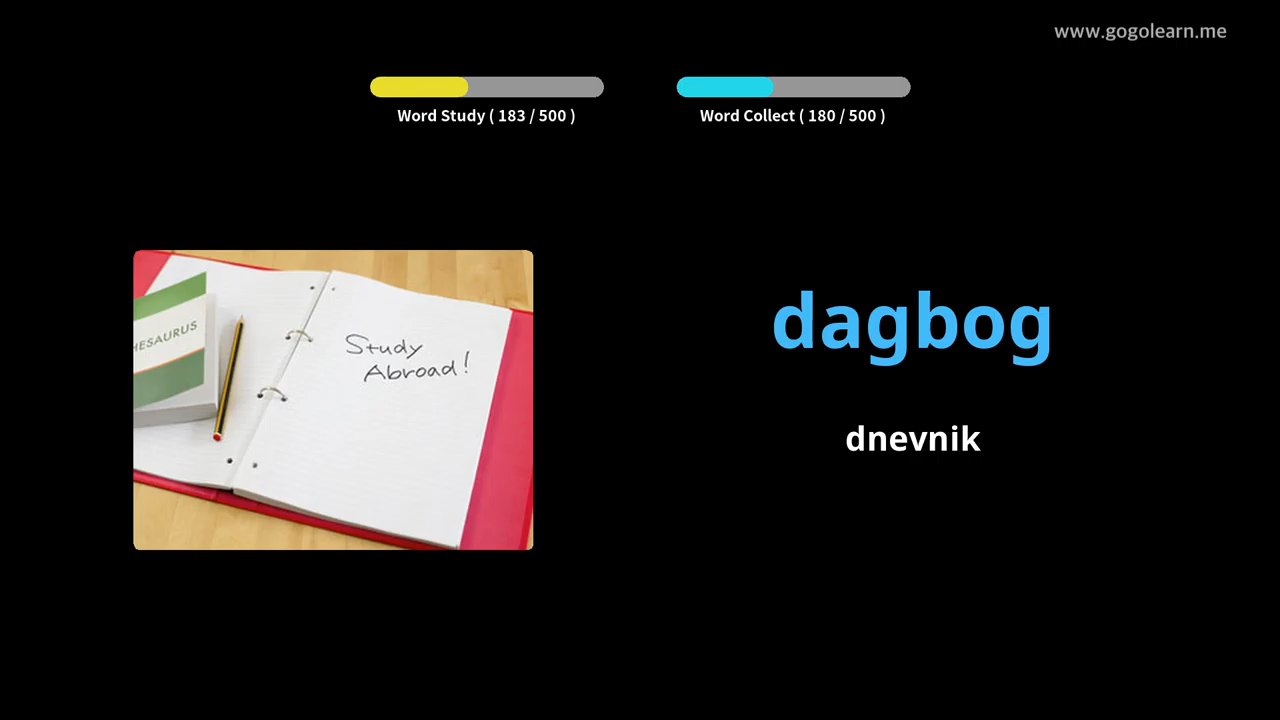 www.gogolearn.me
Word Study ( 183 / 500 )
Word Collect ( 180 / 500 )
HESAURUS
Study
Abroad!
dagbog
dnevnik